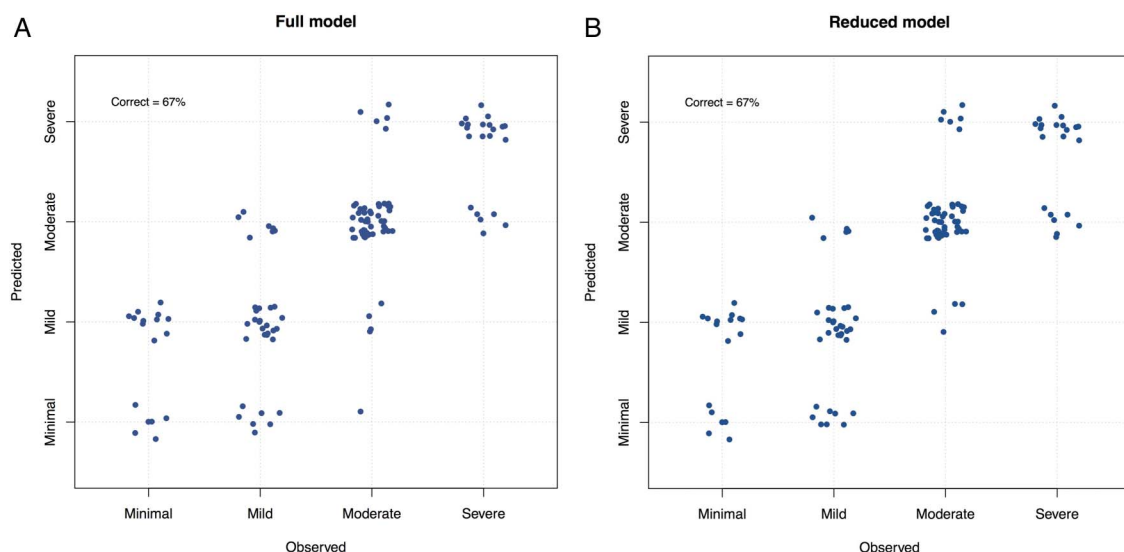 A
Full model
Correct = 67%
Predicted
Severe
Moderate
Mild
Minimal
Minimal
Mild
Moderate
Severe
Observed
B
Reduced model
Correct = 67%
Predicted
Severe
Moderate
Mild
Minimal
Minimal
Mild
Moderate
Severe
Observed